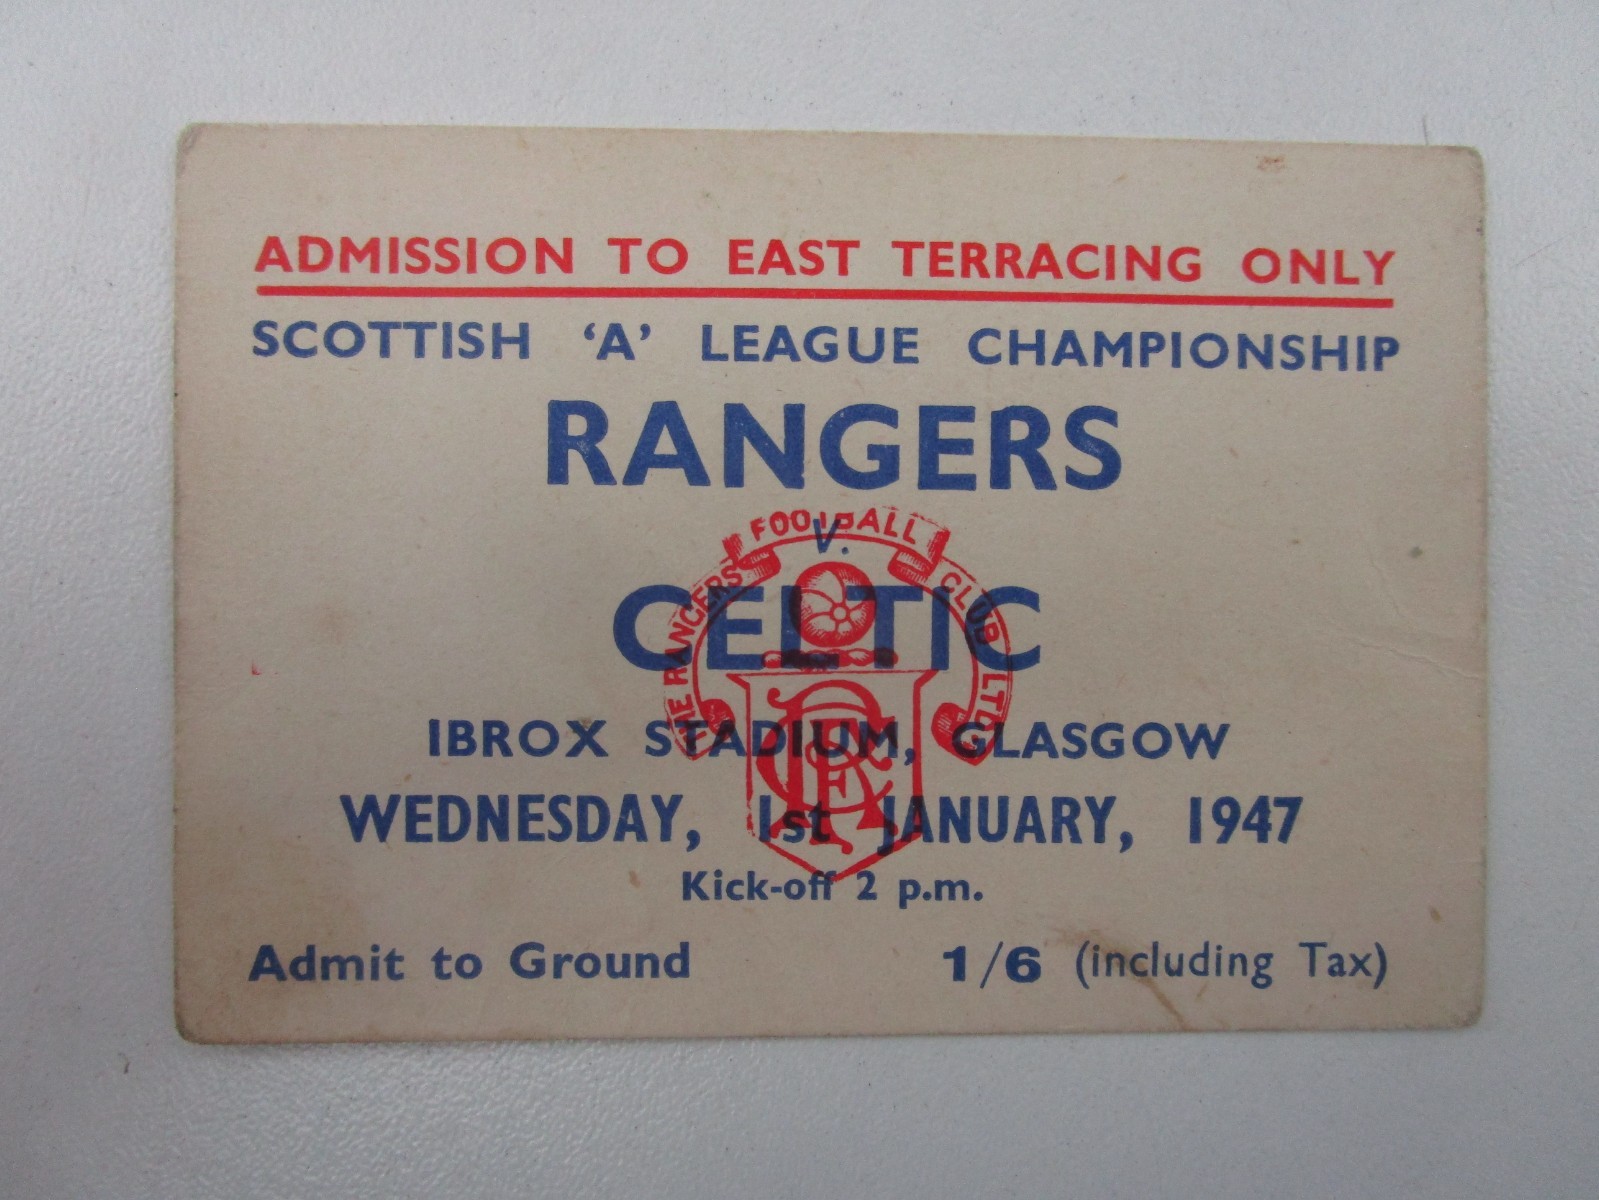 ADMISSION TO EAST TERRACING ONLY
SCOTTISH 'A' LEAGUE CHAMPIONSHIP
RANGERS
V.
CELTIC
THE RANGERS FOOTBALL CLUB LTD.
RFC
IBROX STADIUM, GLASGOW
WEDNESDAY, 1st JANUARY, 1947
Kick-off 2 p.m.
Admit to Ground 1/6 (including Tax)